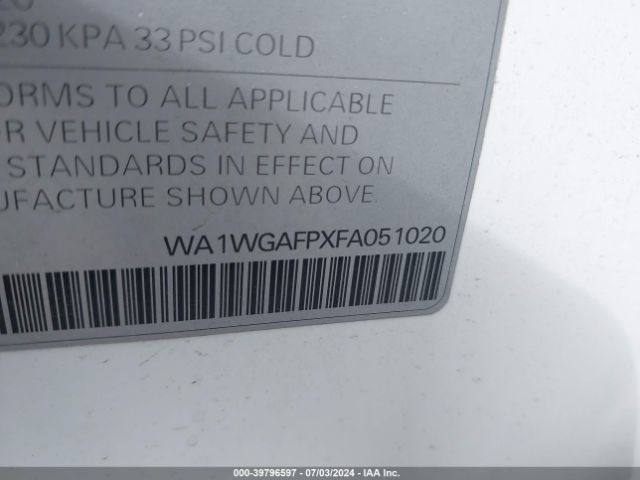 230 KPA 33 PSI COLD
ORMS TO ALL APPLICABLE
OR VEHICLE SAFETY AND
STANDARDS IN EFFECT ON
UFACTURE SHOWN ABOVE.
WA1WGAFPXFA051020
000-39796597 - 07/03/2024 - IAA Inc.